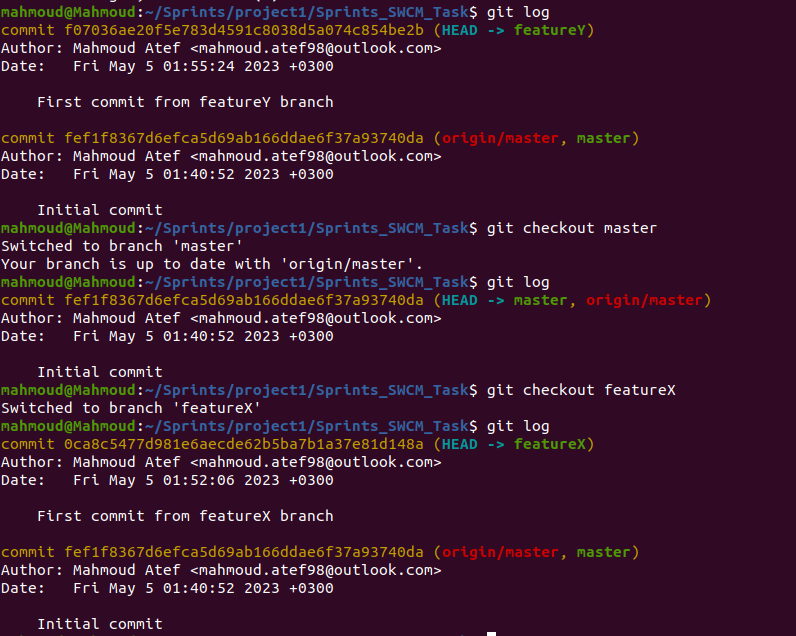 mahmoud@Mahmoud:~/Sprints/project1/Sprints_SWCM_Task$ git log
commit f07036ae20f5e783d4591c8038d5a074c854be2b (HEAD -> featureY)
Author: Mahmoud Atef <mahmoud.atef98@outlook.com>
Date:   Fri May 5 01:55:24 2023 +0300

    First commit from featureY branch

commit fef1f8367d6efca5d69ab166ddae6f37a93740da (origin/master, master)
Author: Mahmoud Atef <mahmoud.atef98@outlook.com>
Date:   Fri May 5 01:40:52 2023 +0300

    Initial commit
mahmoud@Mahmoud:~/Sprints/project1/Sprints_SWCM_Task$ git checkout master
Switched to branch 'master'
Your branch is up to date with 'origin/master'.
mahmoud@Mahmoud:~/Sprints/project1/Sprints_SWCM_Task$ git log
commit fef1f8367d6efca5d69ab166ddae6f37a93740da (HEAD -> master, origin/master)
Author: Mahmoud Atef <mahmoud.atef98@outlook.com>
Date:   Fri May 5 01:40:52 2023 +0300

    Initial commit
mahmoud@Mahmoud:~/Sprints/project1/Sprints_SWCM_Task$ git checkout featureX
Switched to branch 'featureX'
mahmoud@Mahmoud:~/Sprints/project1/Sprints_SWCM_Task$ git log
commit 0ca8c5477d981e6aecde62b5ba7b1a37e81d148a (HEAD -> featureX)
Author: Mahmoud Atef <mahmoud.atef98@outlook.com>
Date:   Fri May 5 01:52:06 2023 +0300

    First commit from featureX branch

commit fef1f8367d6efca5d69ab166ddae6f37a93740da (origin/master, master)
Author: Mahmoud Atef <mahmoud.atef98@outlook.com>
Date:   Fri May 5 01:40:52 2023 +0300

    Initial commit